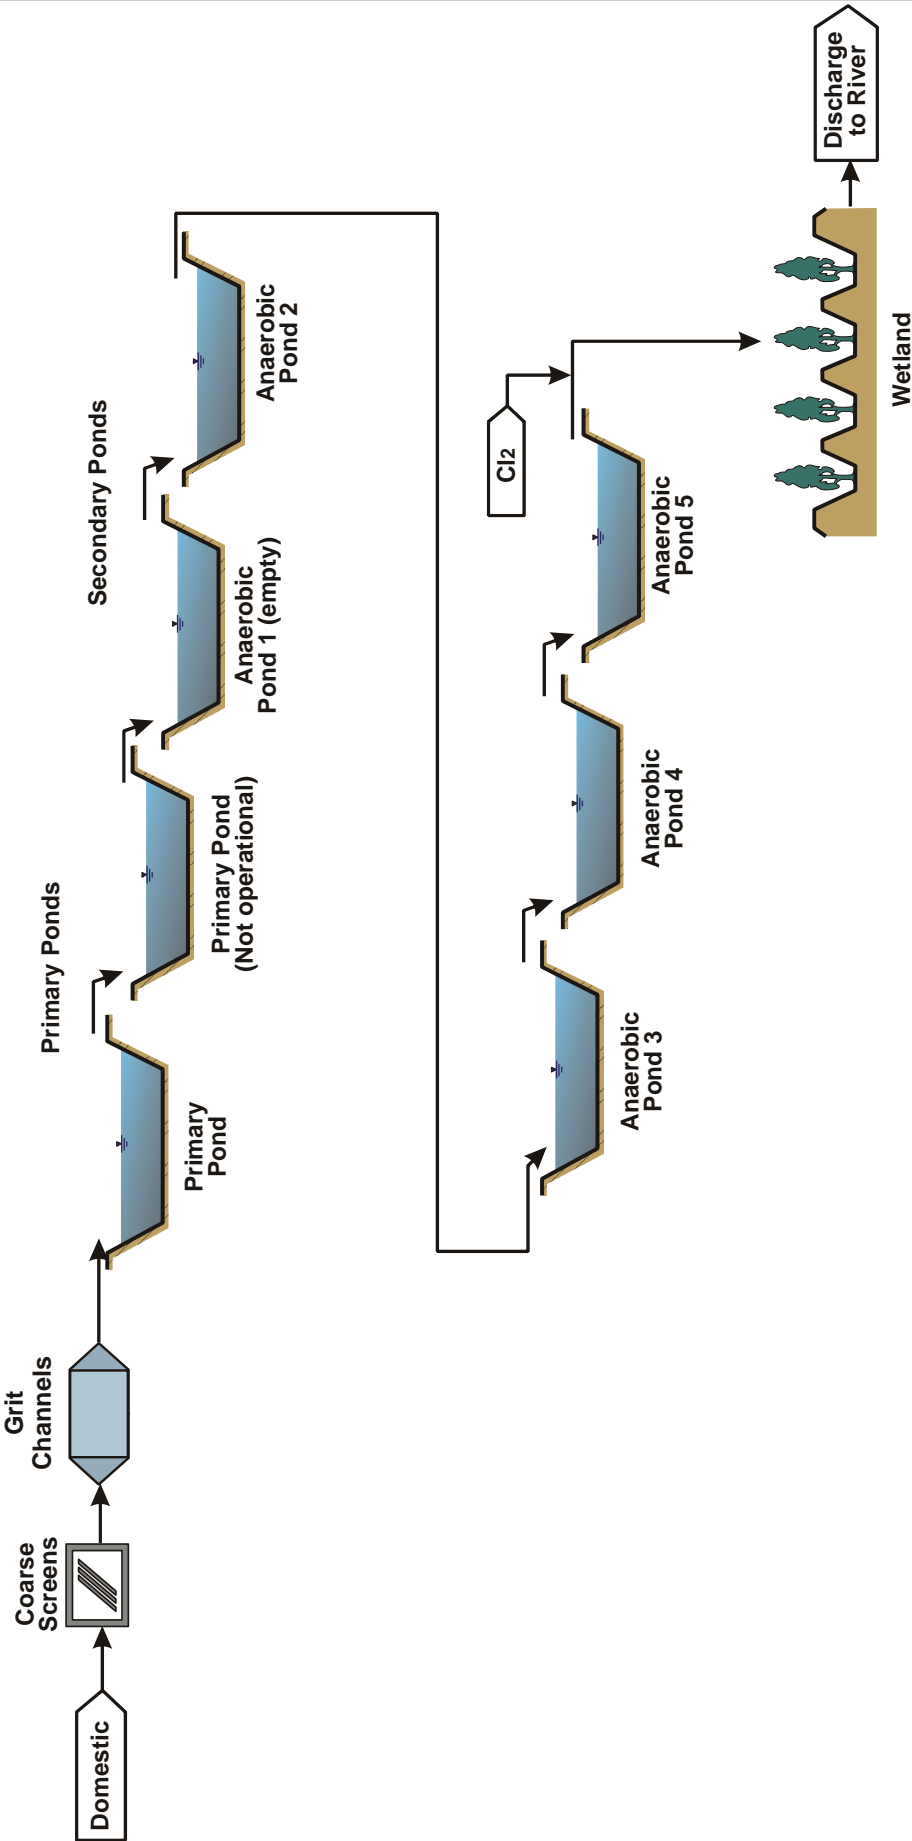 Domestic
Coarse
Screens
Grit
Channels
Primary Ponds
Primary
Pond
Primary Pond
(Not operational)
Secondary Ponds
Anaerobic
Pond 1 (empty)
Anaerobic
Pond 2
Anaerobic
Pond 3
Anaerobic
Pond 4
Anaerobic
Pond 5
Cl2
Wetland
Discharge
to River